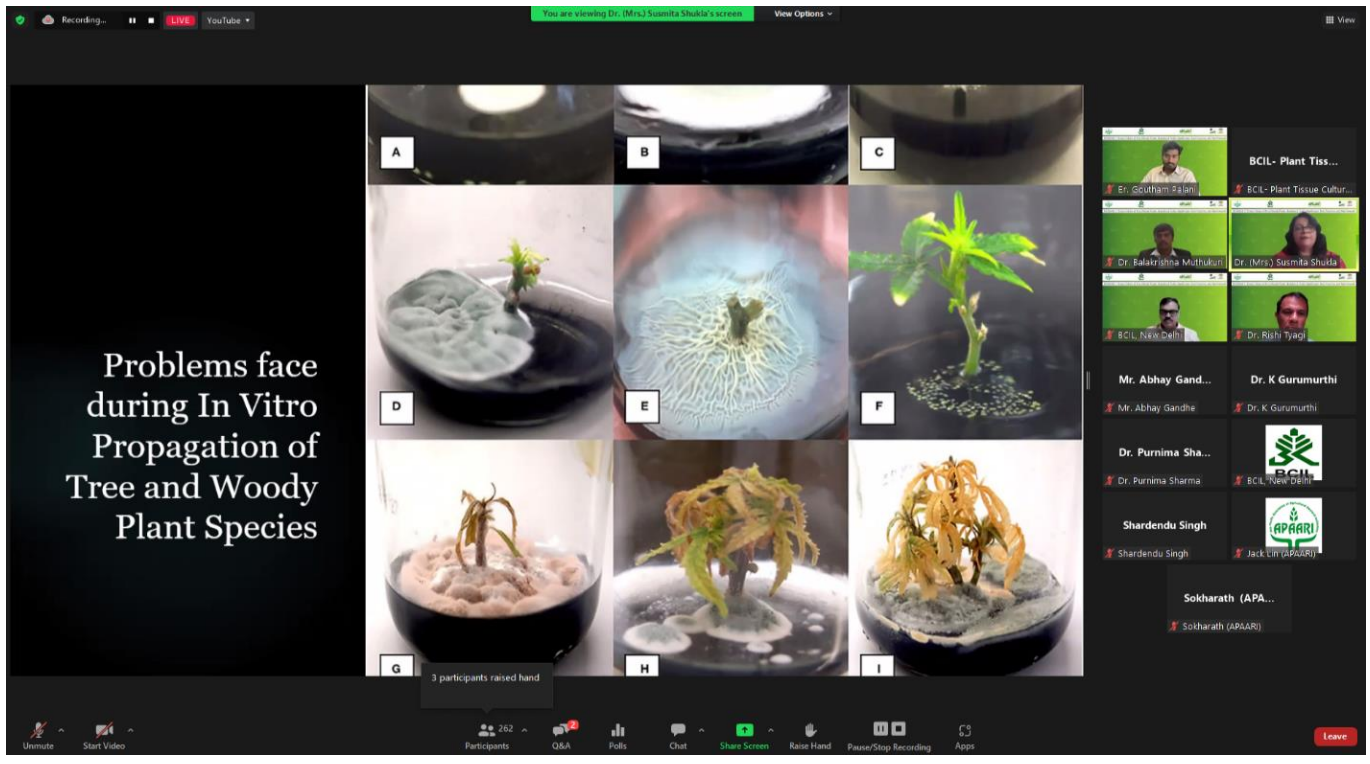 Recording...
LIVE
YouTube
You are viewing Dr. (Mrs.) Susmita Shukla's screen
View Options
View
Problems face
during In Vitro
Propagation of
Tree and Woody
Plant Species
A
B
C
D
E
F
G
H
I
Er. Goutham Palani
BCIL- Plant Tiss...
BCIL- Plant Tissue Cultur...
Dr. Balakrishna Muthukuri
Dr. (Mrs.) Susmita Shukla
BCIL, New Delhi
Dr. Rishi Tyagi
Mr. Abhay Gand...
Mr. Abhay Gandhe
Dr. K Gurumurthi
Dr. K Gurumurthi
Dr. Purnima Sha...
Dr. Purnima Sharma
BCIL
BCIL, New Delhi
Shardendu Singh
Shardendu Singh
APAARI
Jack Lin (APAARI)
Sokharath (APA...
Sokharath (APAARI)
3 participants raised hand
Unmute
Start Video
262
Participants
2
Q&A
Polls
Chat
Share Screen
Raise Hand
Pause/Stop Recording
Apps
Leave